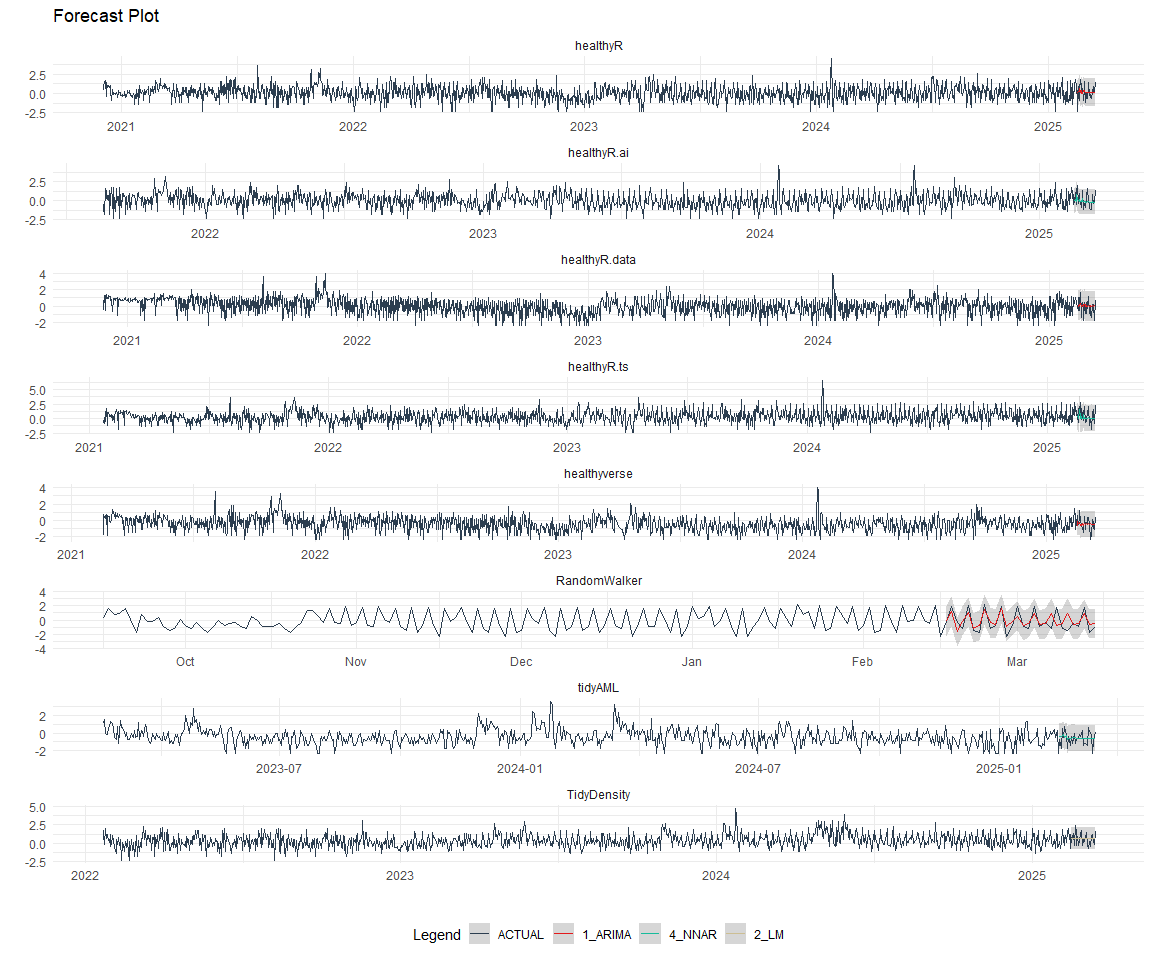 Forecast Plot
healthyR
2.5
0.0
-2.5
2021 2022 2023 2024 2025
healthyR.ai
2.5
0.0
-2.5
2022 2023 2024 2025
healthyR.data
4
2
0
-2
2021 2022 2023 2024 2025
healthyR.ts
5.0
2.5
0.0
-2.5
2021 2022 2023 2024 2025
healthyverse
4
2
0
-2
2021 2022 2023 2024 2025
RandomWalker
4
2
0
-2
-4
Oct Nov Dec Jan Feb Mar
tidyAML
2
0
-2
2023-07 2024-01 2024-07 2025-01
TidyDensity
5.0
2.5
0.0
-2.5
2022 2023 2024 2025
Legend ACTUAL 1_ARIMA 4_NNAR 2_LM